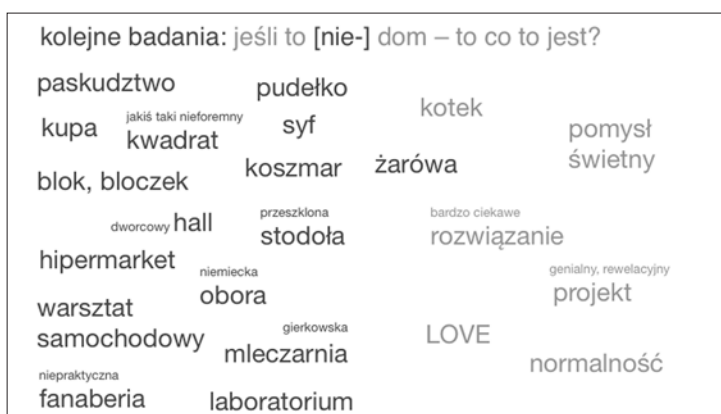 kolejne badania: jeśli to [nie-] dom – to co to jest?
paskudztwo
pudełko
kotek
kupa
jakiś taki nieforemny
kwadrat
syf
pomysł
świetny
blok, bloczek
koszmar
żarówa
dworcowy hall
przeszklona
stodoła
bardzo ciekawe
rozwiązanie
hipermarket
niemiecka
obora
genialny, rewelacyjny
projekt
warsztat
samochodowy
gierkowska
mleczarnia
LOVE
normalność
niepraktyczna
fanaberia
laboratorium